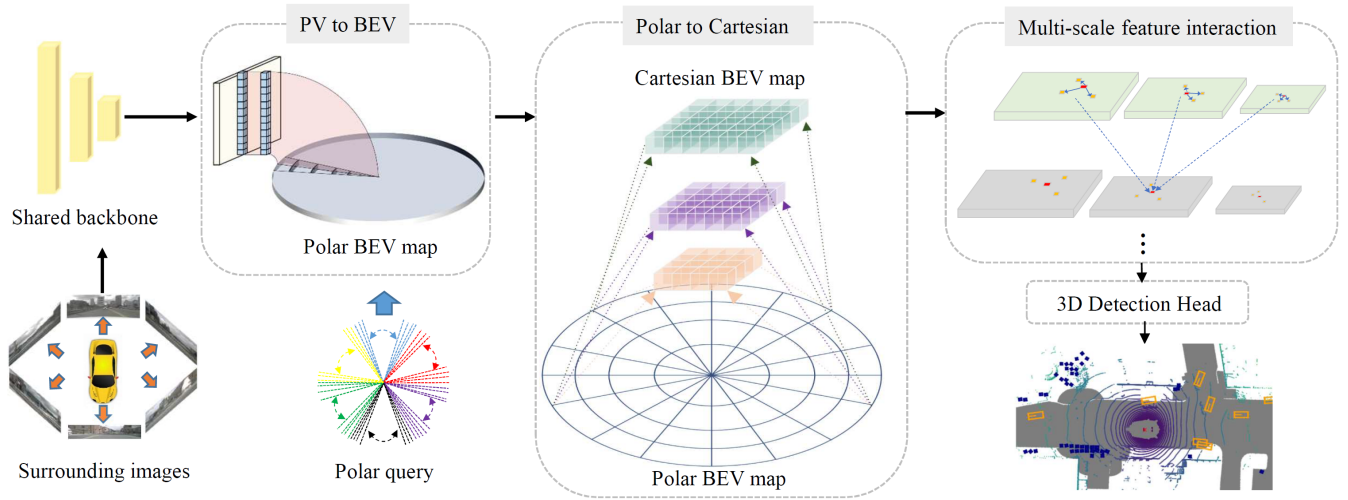 PV to BEV
Polar to Cartesian
Multi-scale feature interaction
Cartesian BEV map
Shared backbone
Polar BEV map
3D Detection Head
Surrounding images
Polar query
Polar BEV map